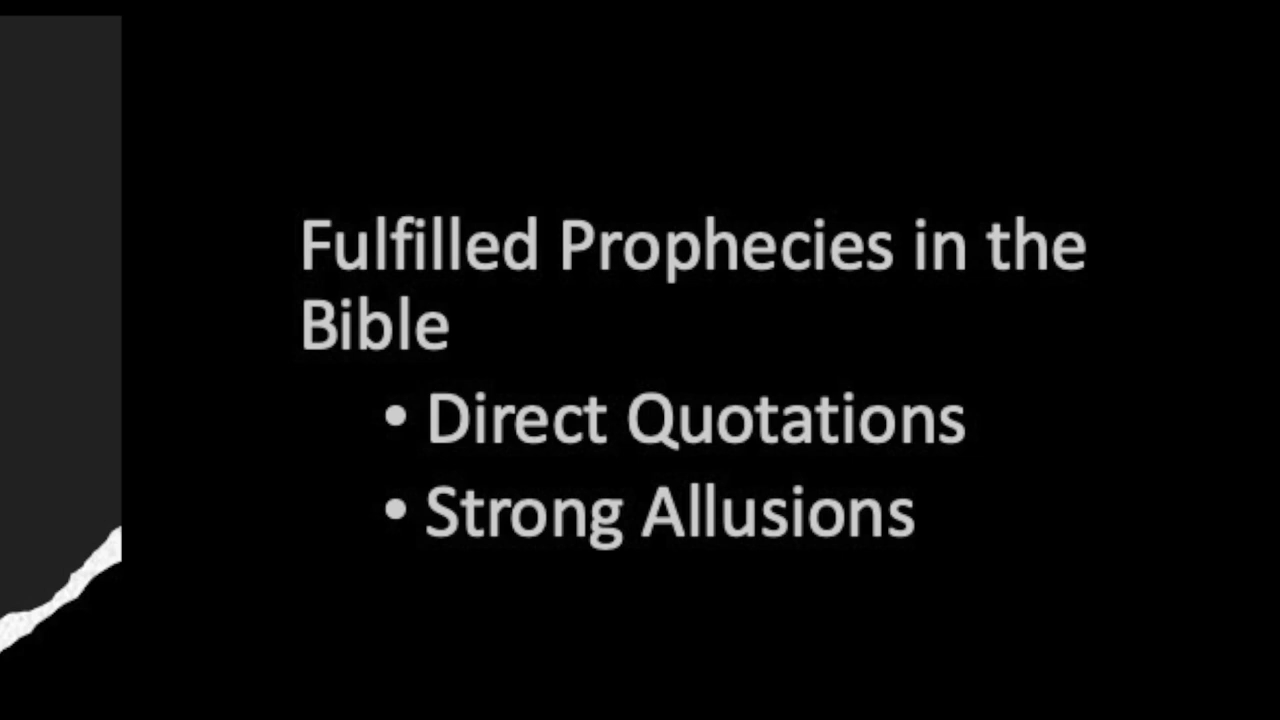 Fulfilled Prophecies in the
Bible
• Direct Quotations
• Strong Allusions